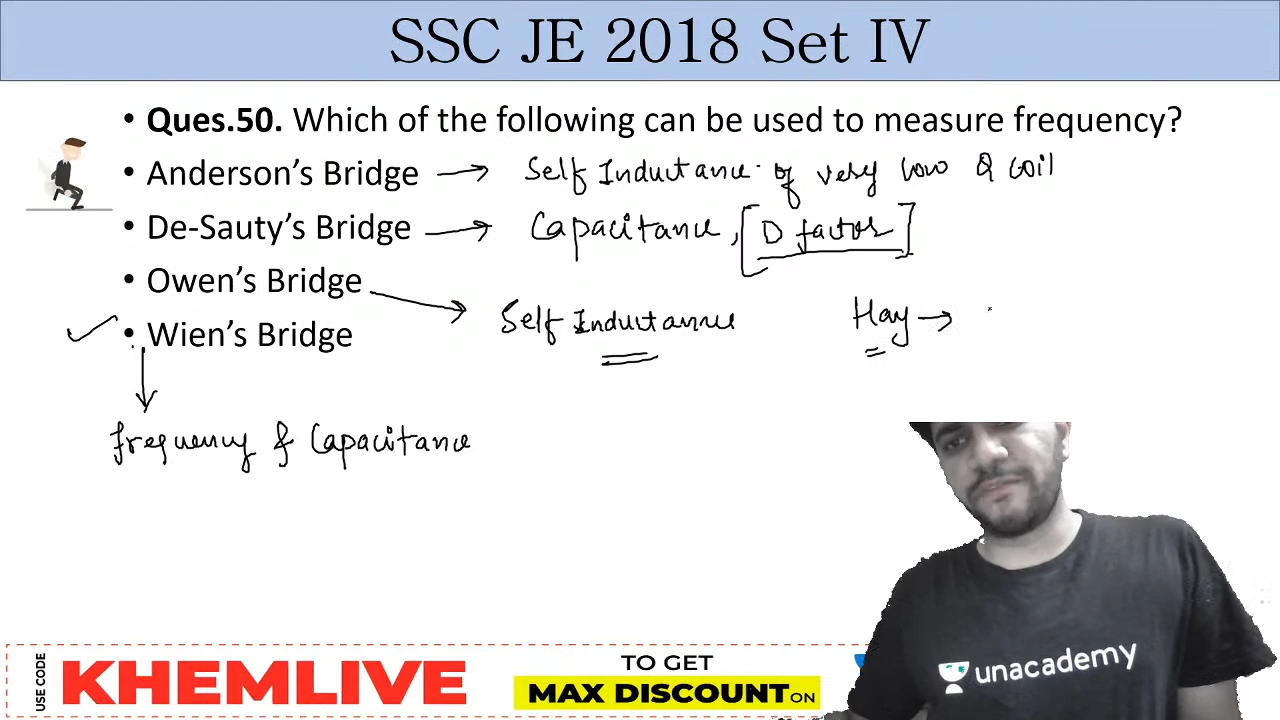 SSC JE 2018 Set IV
• Ques.50. Which of the following can be used to measure frequency?
• Anderson's Bridge → Self Inductance of very low Q coil
• De-Sauty's Bridge → Capacitance, [D factor]
• Owen's Bridge → Self Inductance
Hay →
✓ • Wien's Bridge
frequency & Capacitance
unacademy
USE CODE
KHEMLIVE
TO GET
MAX DISCOUNT ON